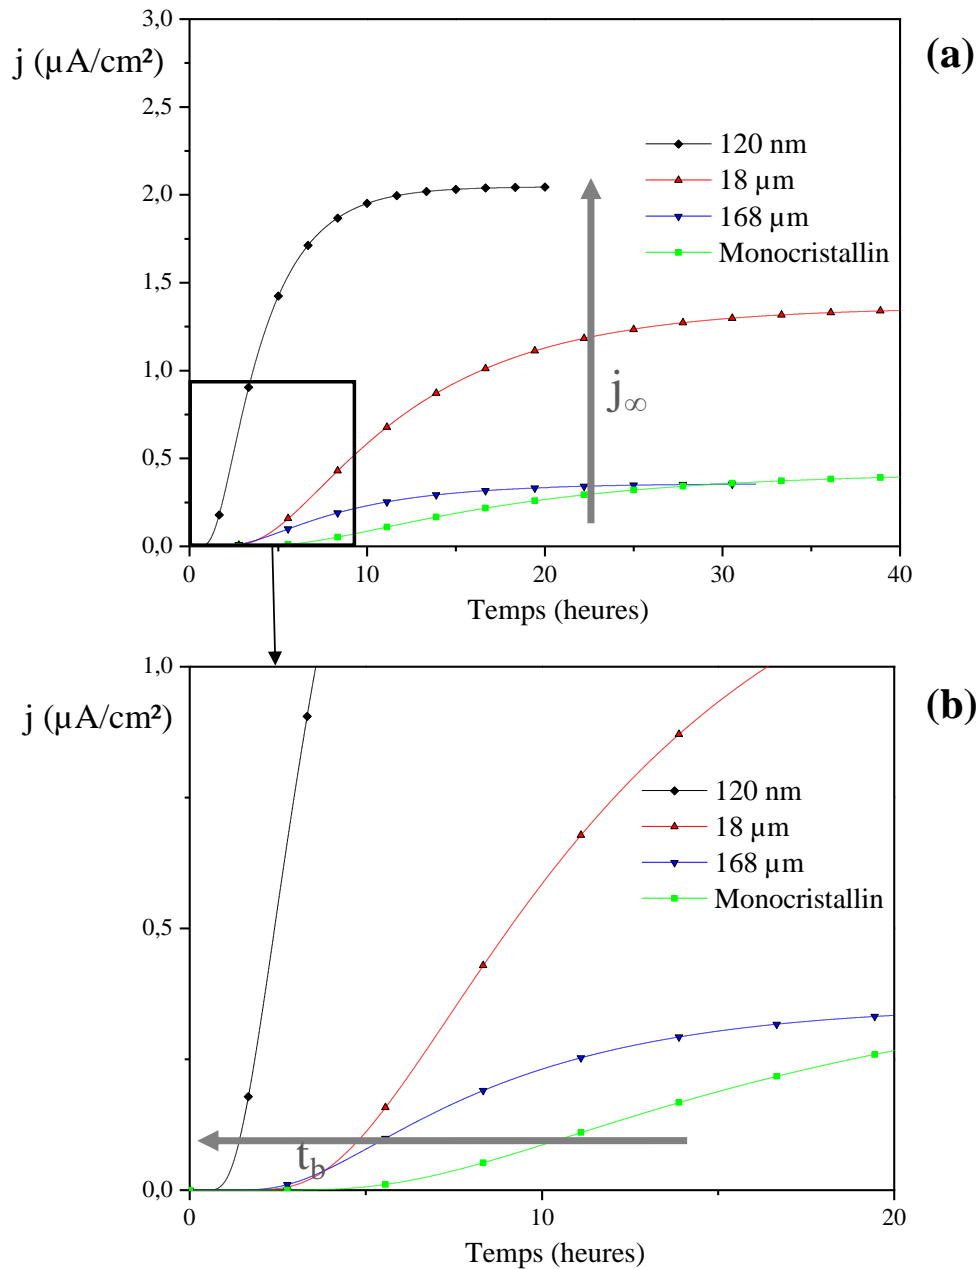 3,0
(a)
j (µA/cm²)
2,5
120 nm
18 µm
2,0
168 µm
Monocristallin
1,5
1,0
j∞
0,5
0,0
0
10
20
30
40
Temps (heures)
1,0
(b)
j (µA/cm²)
120 nm
18 µm
168 µm
Monocristallin
0,5
tb
0,0
0
10
20
Temps (heures)